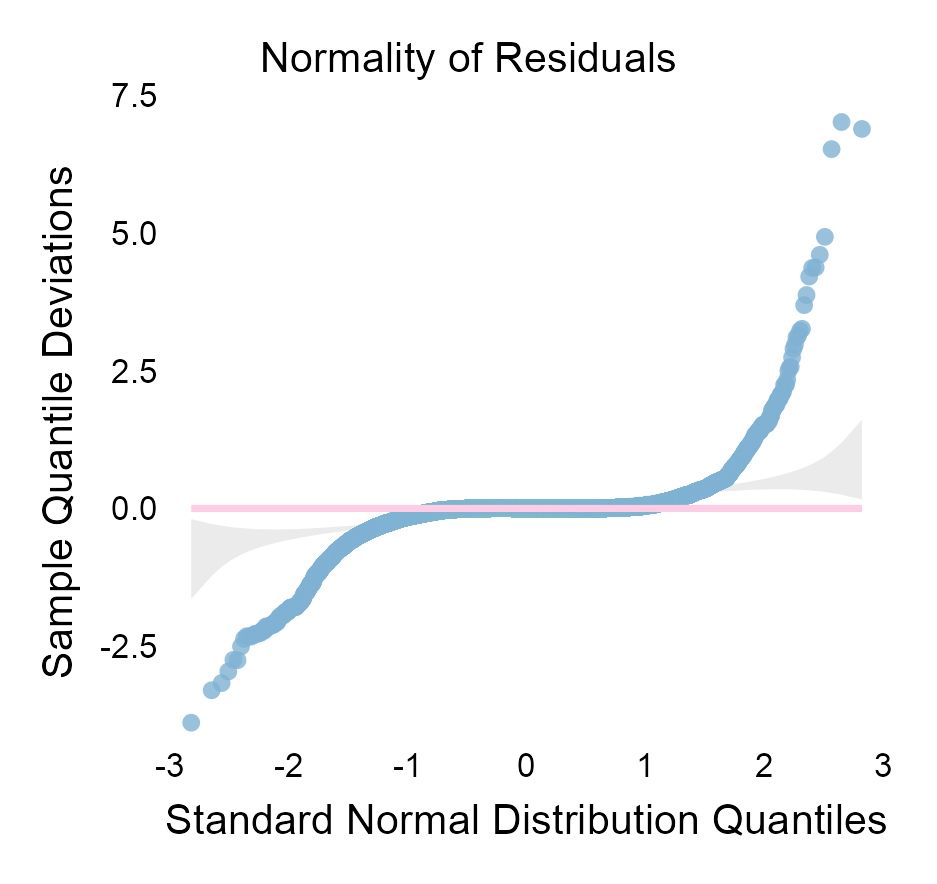 Normality of Residuals
7.5
5.0
2.5
0.0
-2.5
Sample Quantile Deviations
-3 -2 -1 0 1 2 3
Standard Normal Distribution Quantiles